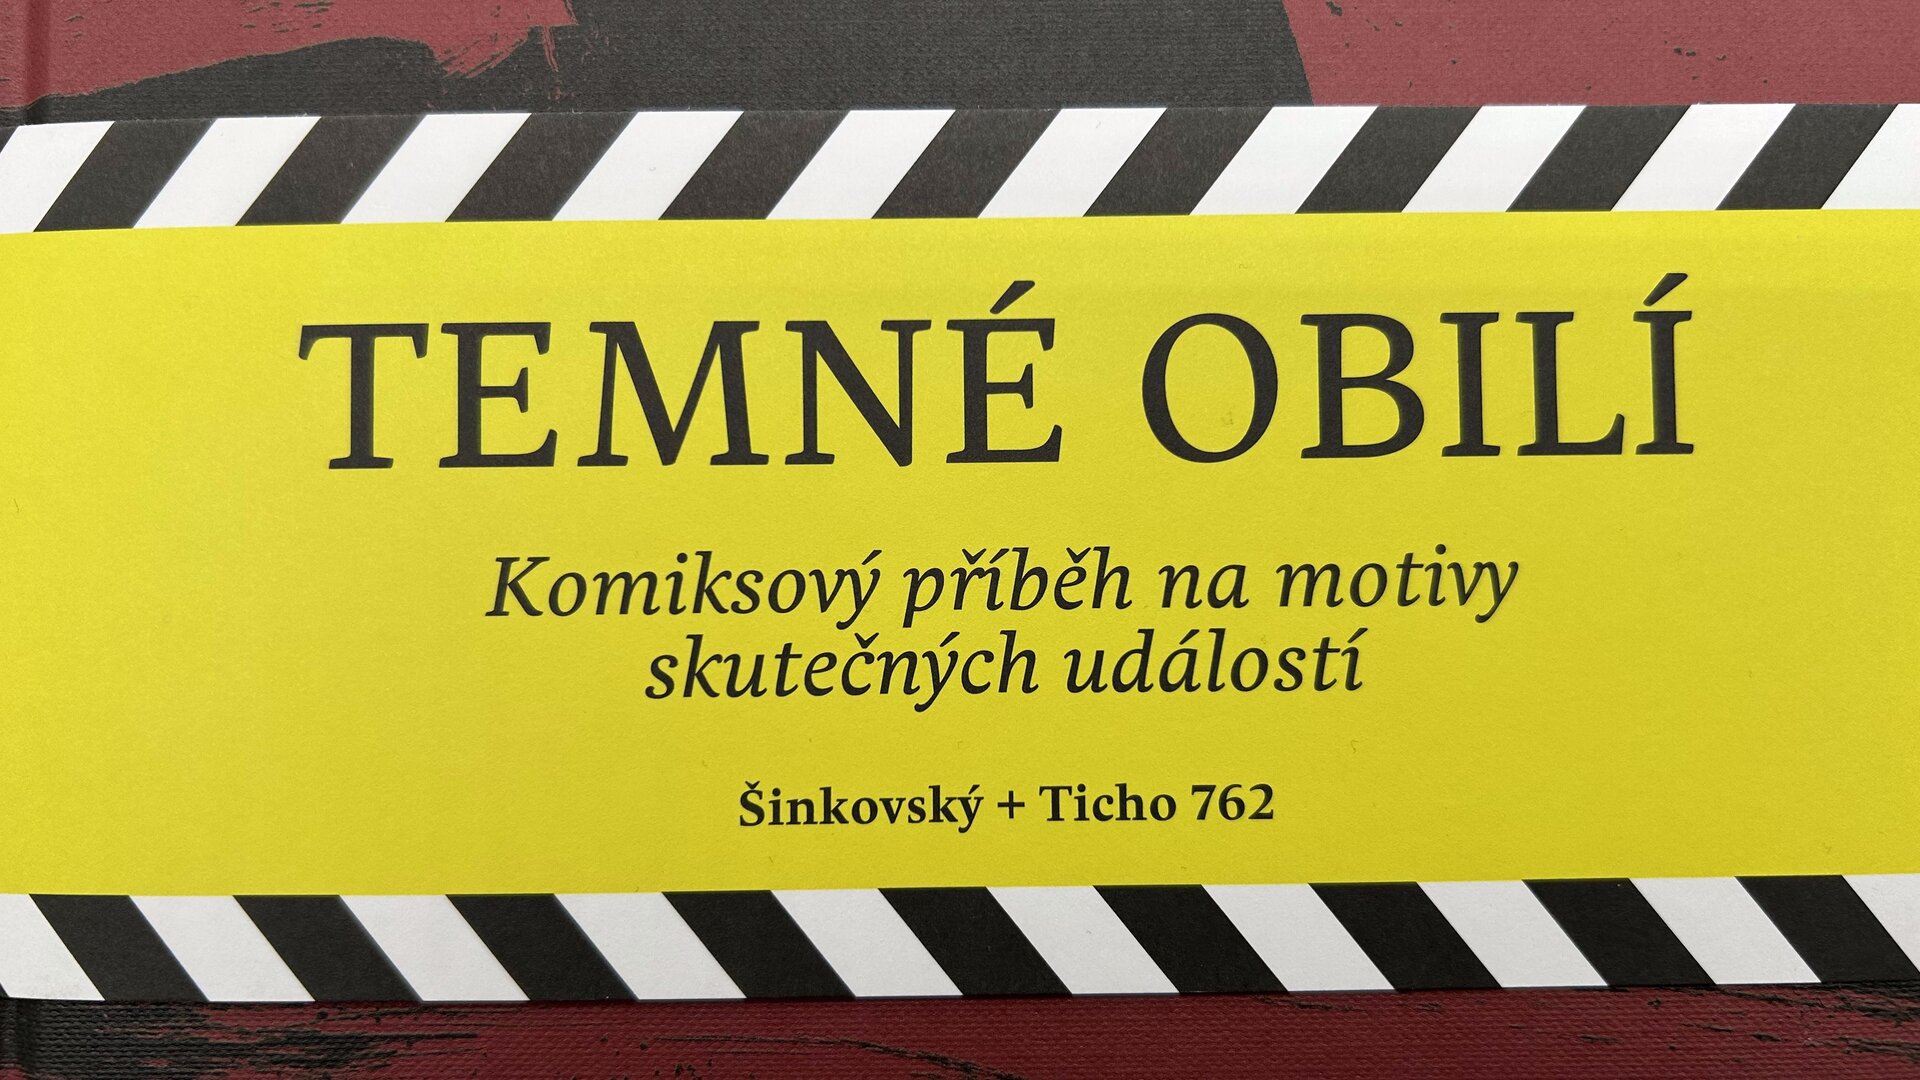 TEMNÉ OBILÍ
Komiksový příběh na motivy
skutečných událostí
Šinkovský + Ticho 762